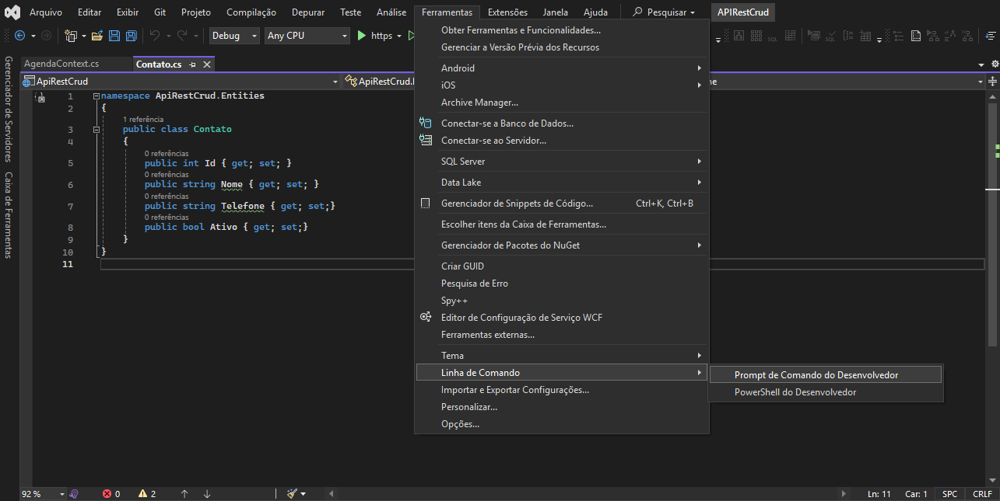 Arquivo Editar Exibir Git Projeto Compilação Depurar Teste Análise Ferramentas Extensões Janela Ajuda Pesquisar APIRestCrud
Debug Any CPU https
AgendaContext.cs Contato.cs
ApiRestCrud ApiRestCrud.
Gerenciador de Servidores
Caixa de Ferramentas
1 namespace ApiRestCrud.Entities
2 {
1 referência
3 public class Contato
4 {
0 referências
5 public int Id { get; set; }
0 referências
6 public string Nome { get; set; }
0 referências
7 public string Telefone { get; set;}
0 referências
8 public bool Ativo { get; set;}
9 }
10 }
11
Obter Ferramentas e Funcionalidades...
Gerenciar a Versão Prévia dos Recursos
Android
iOS
Archive Manager...
Conectar-se a Banco de Dados...
Conectar-se ao Servidor...
SQL Server
Data Lake
Gerenciador de Snippets de Código... Ctrl+K, Ctrl+B
Escolher itens da Caixa de Ferramentas...
Gerenciador de Pacotes do NuGet
Criar GUID
Pesquisa de Erro
Spy++
Editor de Configuração de Serviço WCF
Ferramentas externas...
Tema
Linha de Comando
Importar e Exportar Configurações...
Personalizar...
Opções...
Prompt de Comando do Desenvolvedor
PowerShell do Desenvolvedor
92 % 0 2 Ln: 11 Car: 1 SPC CRLF